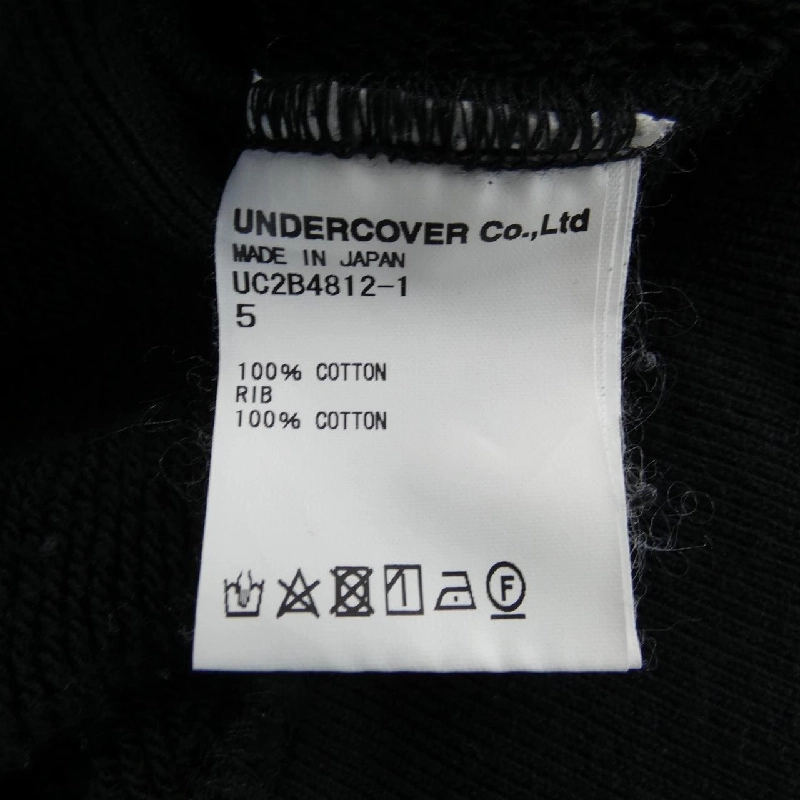 UNDERCOVER Co.,Ltd
MADE IN JAPAN
UC2B4812-1
5
100% COTTON
RIB
100% COTTON
F